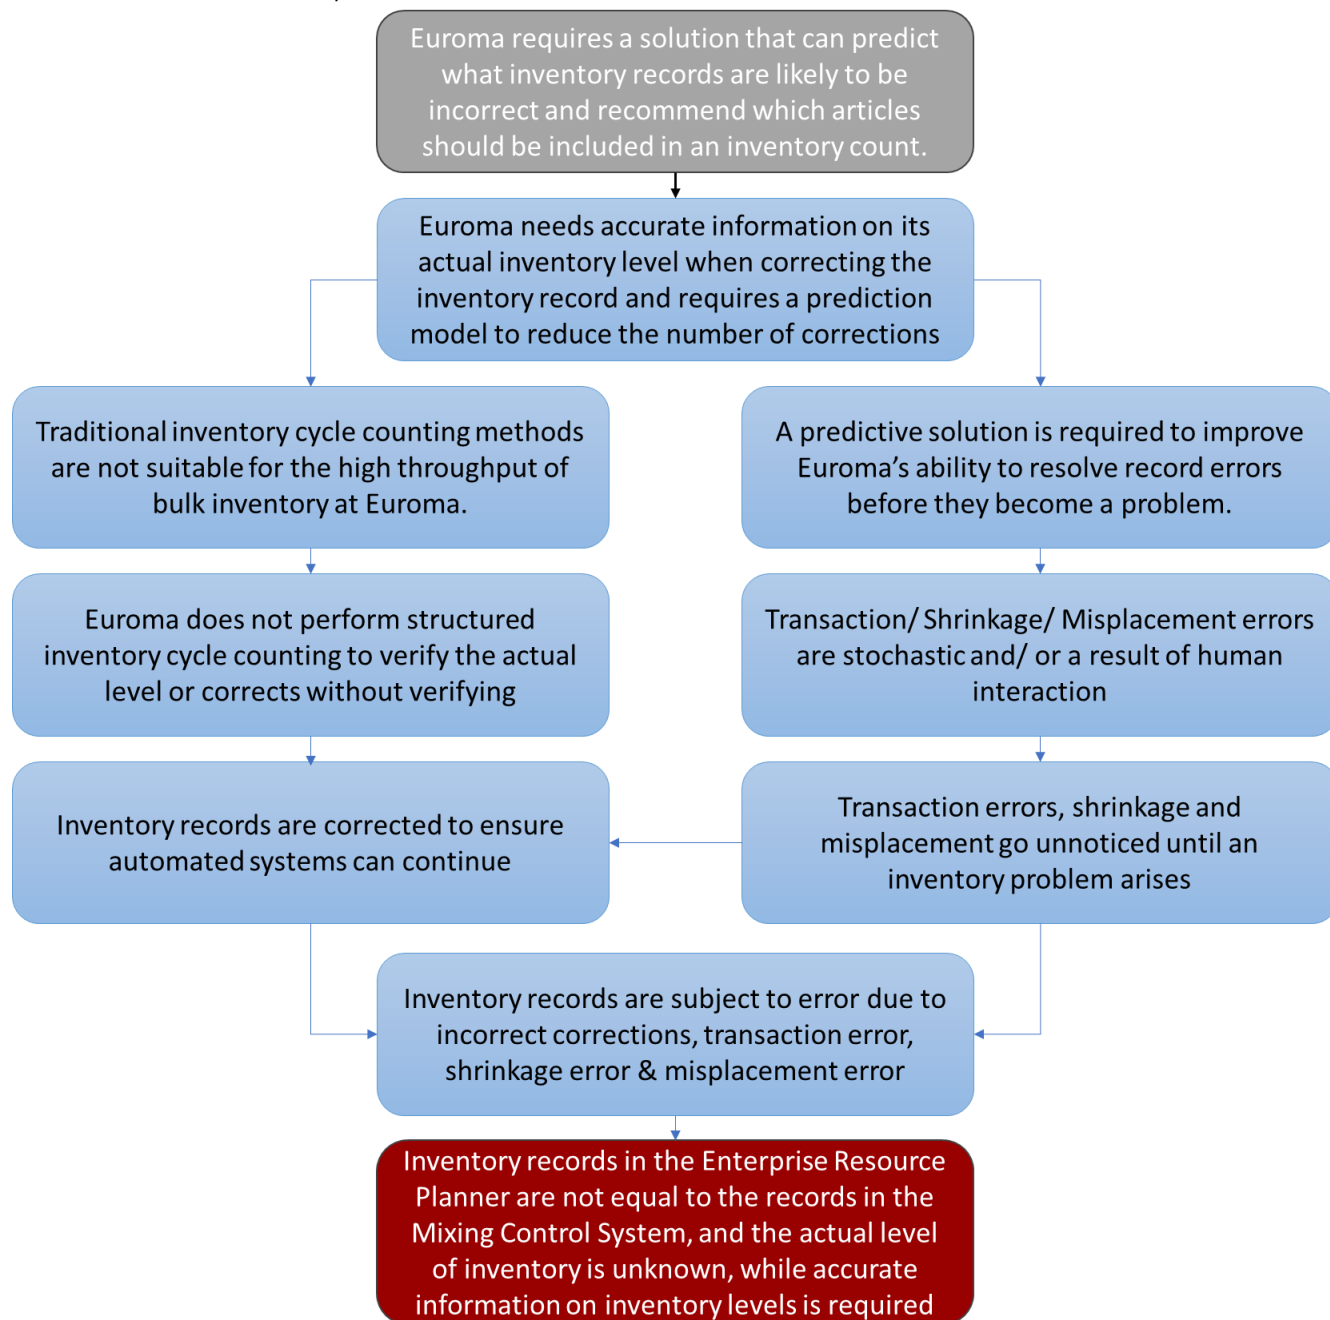 Euroma requires a solution that can predict
what inventory records are likely to be
incorrect and recommend which articles
should be included in an inventory count.
Euroma needs accurate information on its
actual inventory level when correcting the
inventory record and requires a prediction
model to reduce the number of corrections
Traditional inventory cycle counting methods
are not suitable for the high throughput of
bulk inventory at Euroma.
A predictive solution is required to improve
Euroma’s ability to resolve record errors
before they become a problem.
Euroma does not perform structured
inventory cycle counting to verify the actual
level or corrects without verifying
Transaction/ Shrinkage/ Misplacement errors
are stochastic and/ or a result of human
interaction
Inventory records are corrected to ensure
automated systems can continue
Transaction errors, shrinkage and
misplacement go unnoticed until an
inventory problem arises
Inventory records are subject to error due to
incorrect corrections, transaction error,
shrinkage error & misplacement error
Inventory records in the Enterprise Resource
Planner are not equal to the records in the
Mixing Control System, and the actual level
of inventory is unknown, while accurate
information on inventory levels is required